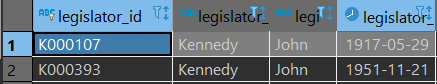 legislator_id legislator_ legi legislator_
1 K000107 Kennedy John 1917-05-29
2 K000393 Kennedy John 1951-11-21